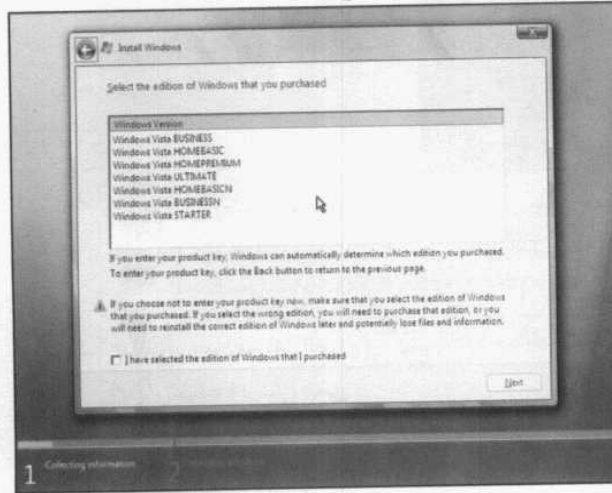 Install Windows
Select the edition of Windows that you purchased
Windows Version
Windows Vista BUSINESS
Windows Vista HOMEBASIC
Windows Vista HOMEPREMIUM
Windows Vista ULTIMATE
Windows Vista HOMEBASICN
Windows Vista BUSINESSN
Windows Vista STARTER
If you enter your product key, Windows can automatically determine which edition you purchased.
To enter your product key, click the Back button to return to the previous page.
If you choose not to enter your product key now, make sure that you select the edition of Windows
that you purchased. If you select the wrong edition, you will need to purchase that edition, or you
will need to reinstall the correct edition of Windows later and potentially lose files and information.
I have selected the edition of Windows that I purchased
Next
1 Collecting information
2